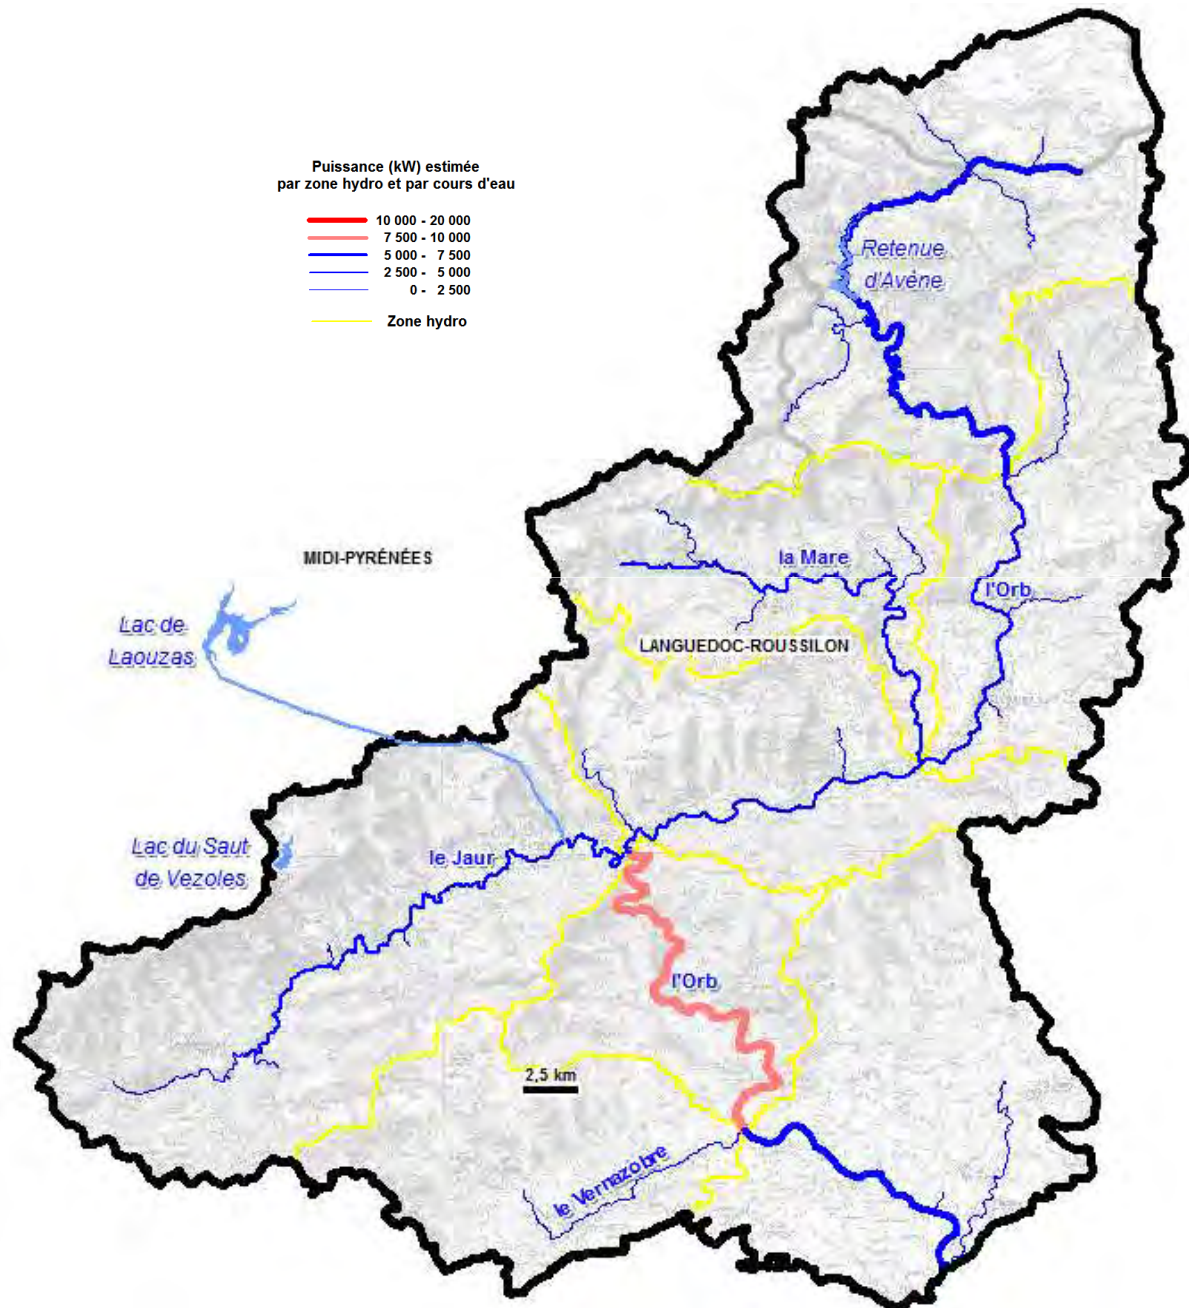 Puissance (kW) estimée
par zone hydro et par cours d'eau
10 000 - 20 000
7 500 - 10 000
5 000 - 7 500
2 500 - 5 000
0 - 2 500
Zone hydro
Retenue
d'Avène
MIDI-PYRÉNÉES
la Mare
l'Orb
Lac de
Laouzas
LANGUEDOC-ROUSSILON
Lac du Saut
de Vezoles
le Jaur
l'Orb
2,5 km
le Vernazobre